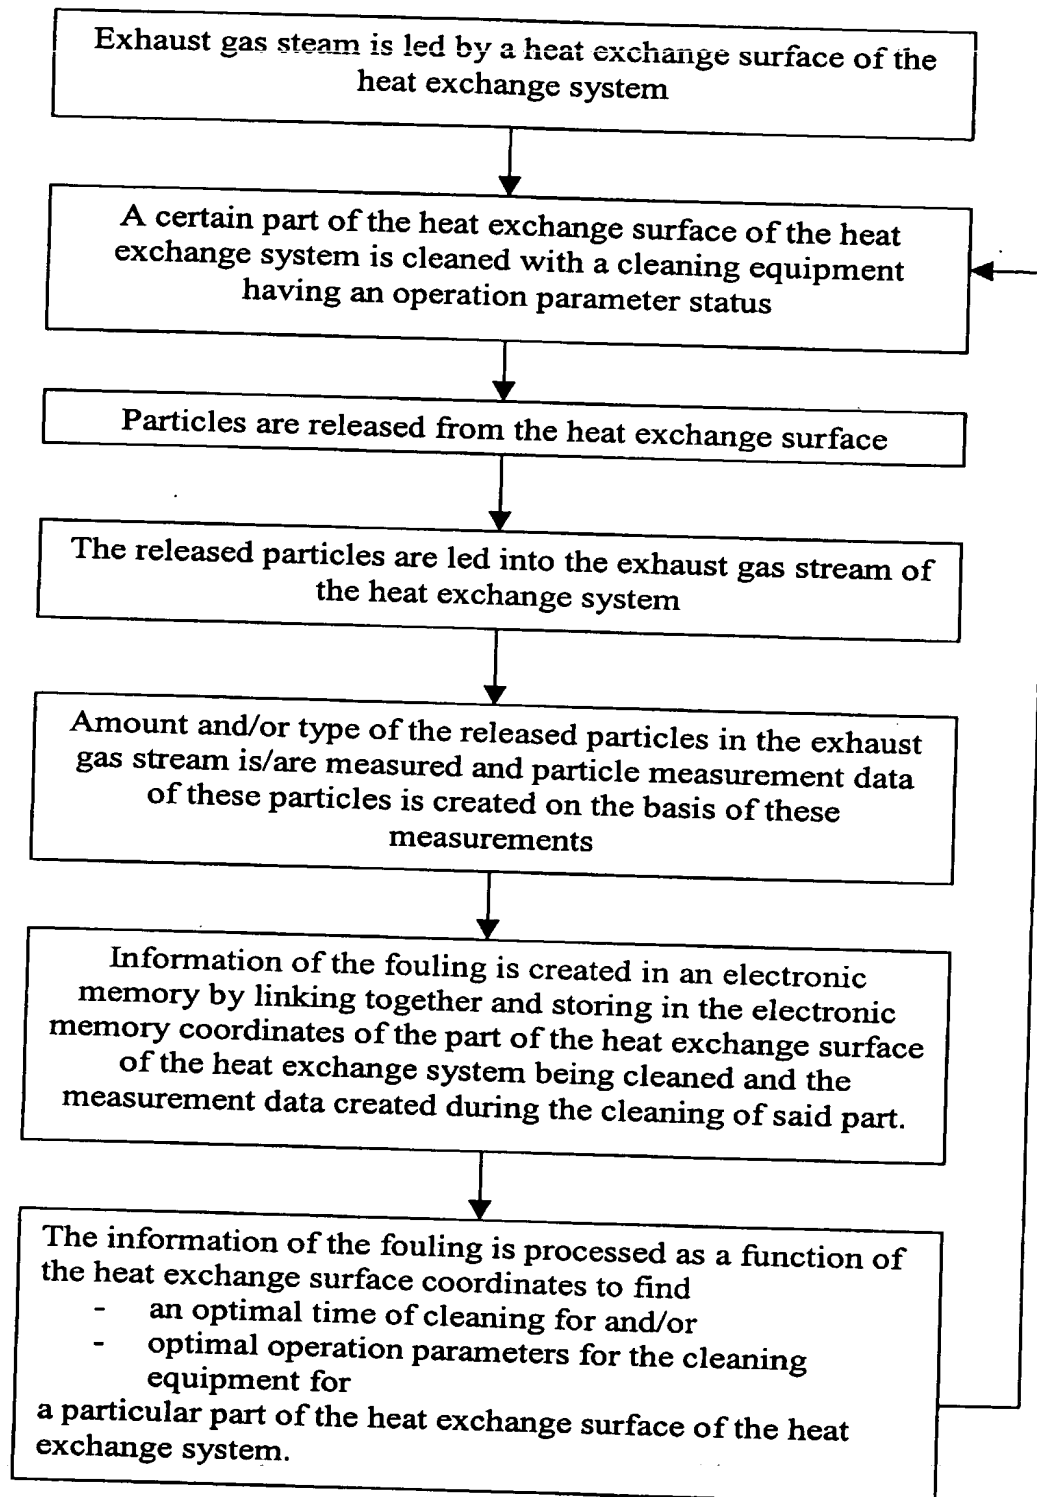 Exhaust gas steam is led by a heat exchange surface of the
heat exchange system
A certain part of the heat exchange surface of the heat
exchange system is cleaned with a cleaning equipment
having an operation parameter status
Particles are released from the heat exchange surface
The released particles are led into the exhaust gas stream of
the heat exchange system
Amount and/or type of the released particles in the exhaust
gas stream is/are measured and particle measurement data
of these particles is created on the basis of these
measurements
Information of the fouling is created in an electronic
memory by linking together and storing in the electronic
memory coordinates of the part of the heat exchange surface
of the heat exchange system being cleaned and the
measurement data created during the cleaning of said part.
The information of the fouling is processed as a function of
the heat exchange surface coordinates to find
- an optimal time of cleaning for and/or
- optimal operation parameters for the cleaning
equipment for
a particular part of the heat exchange surface of the heat
exchange system.